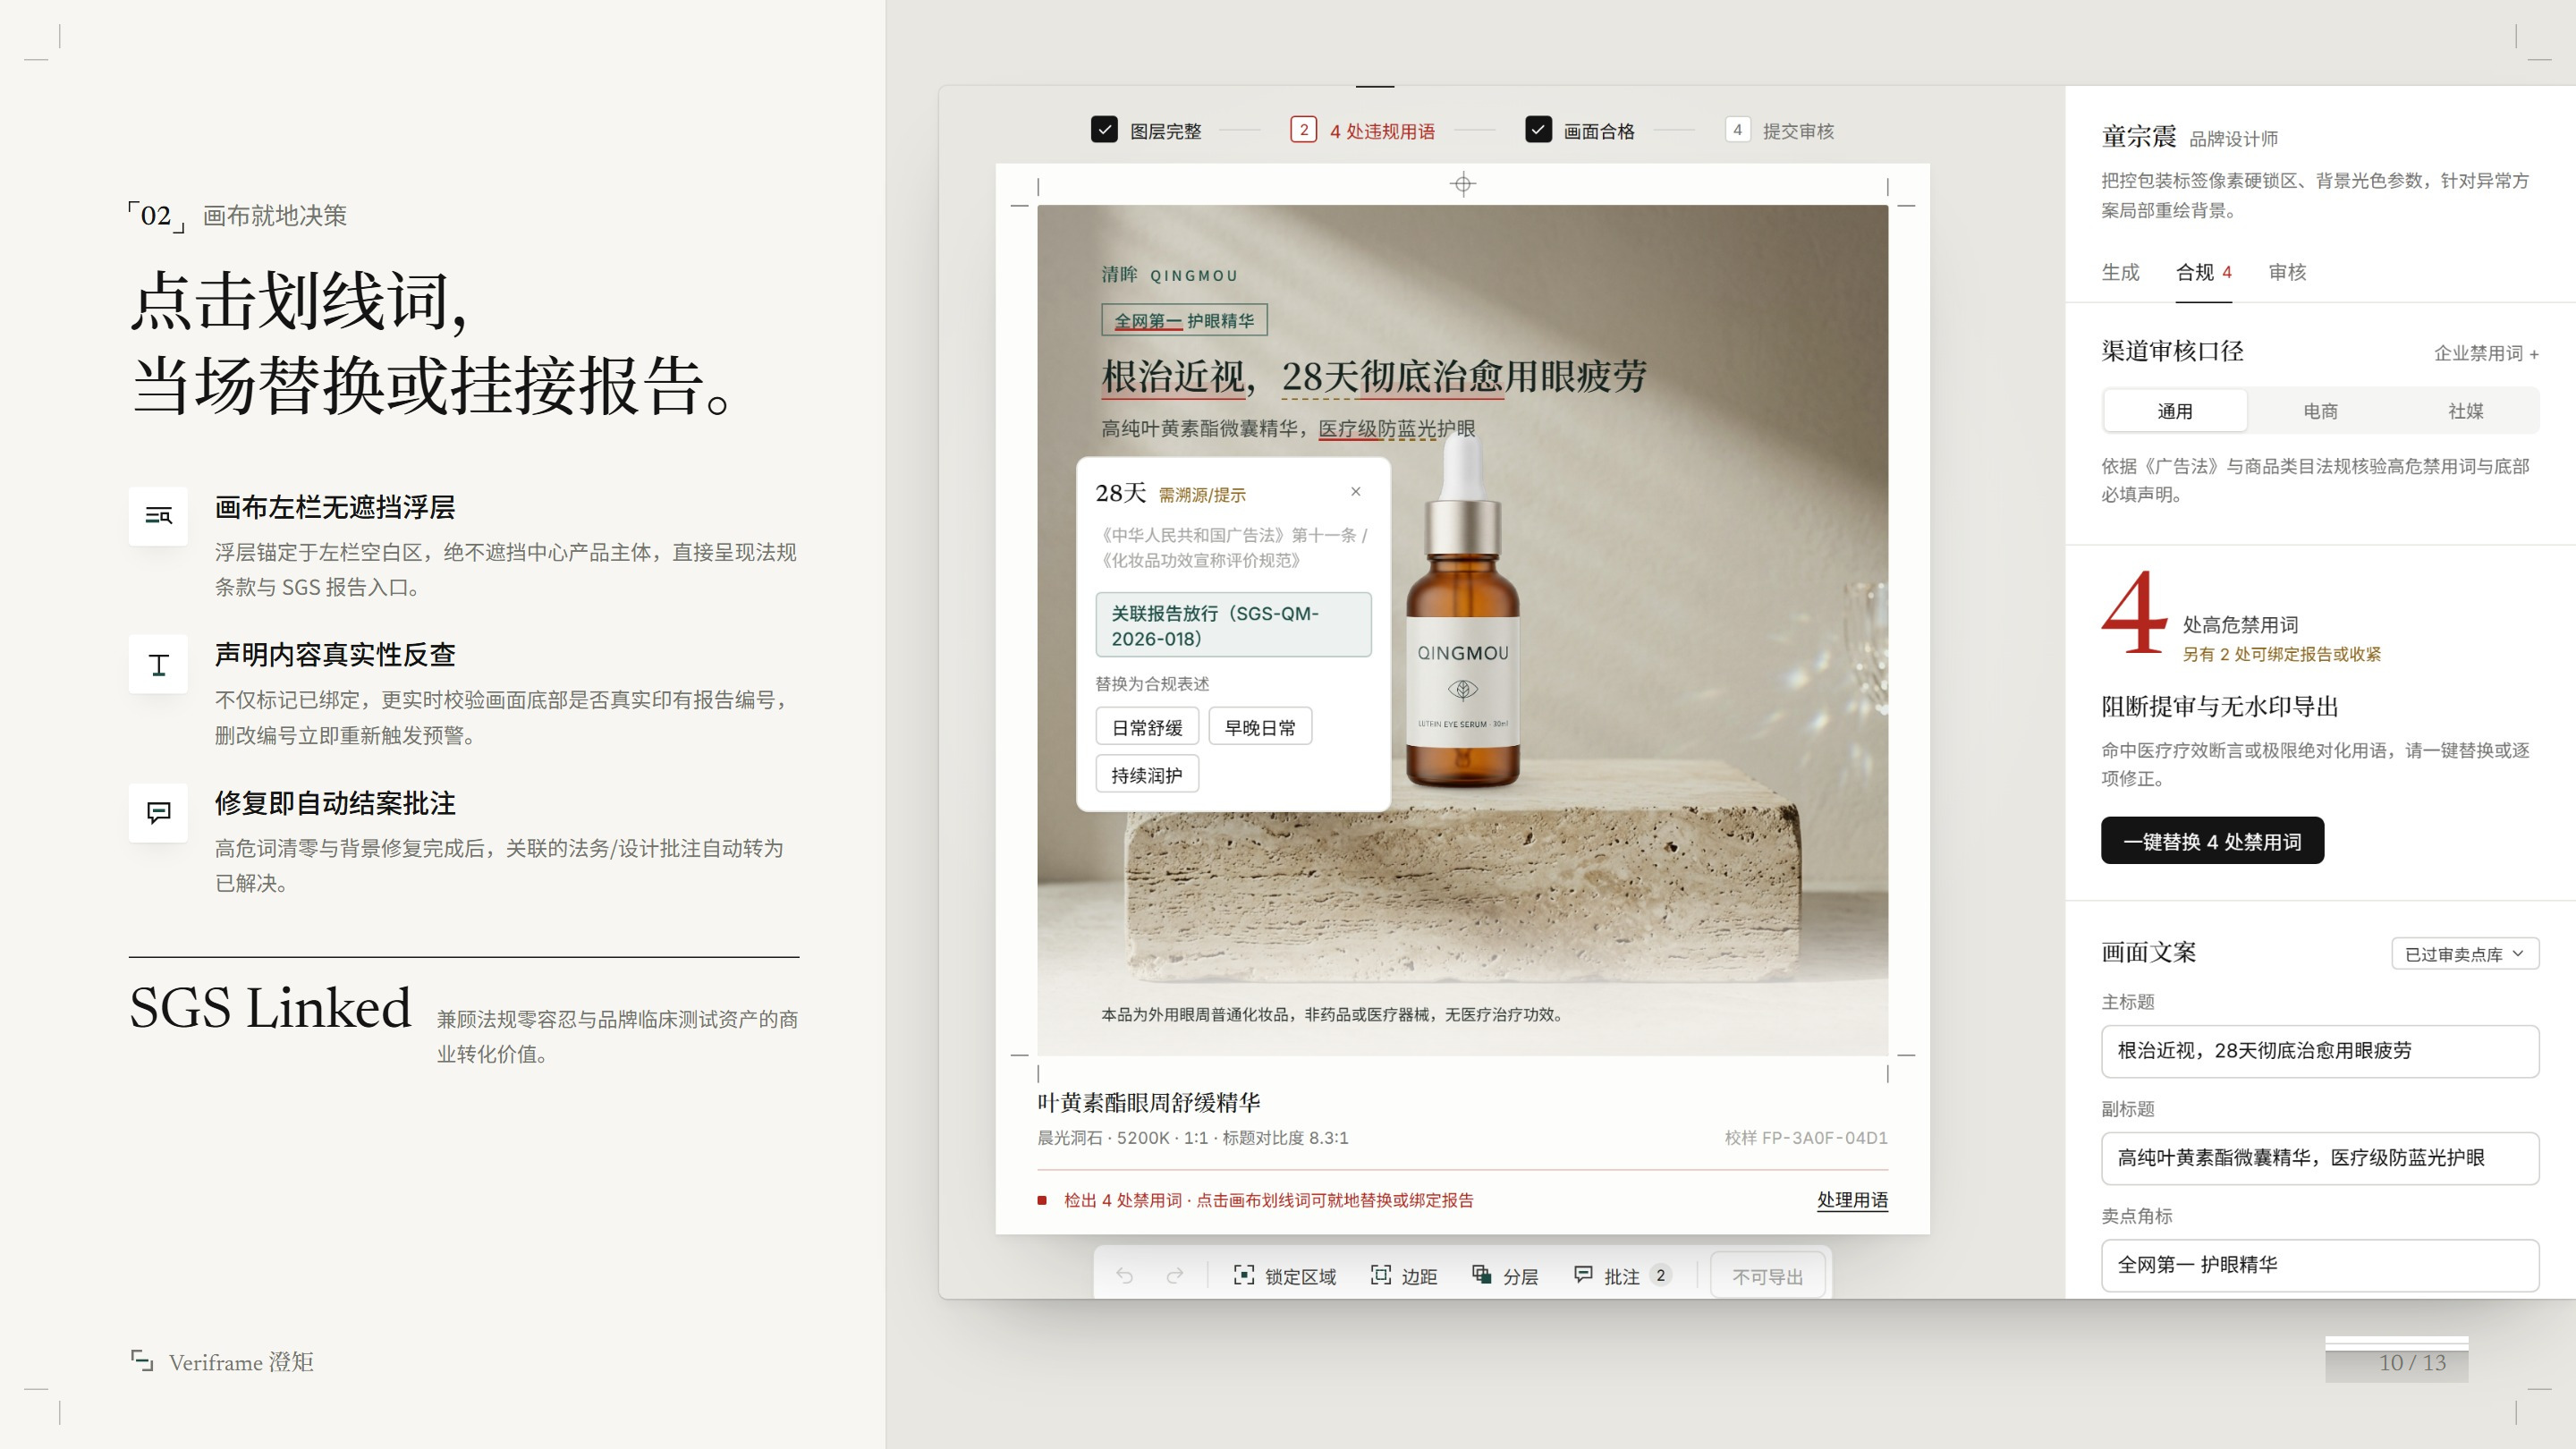 「02」 画布就地决策
点击划线词，
当场替换或挂接报告。
画布左栏无遮挡浮层
浮层锚定于左栏空白区，绝不遮挡中心产品主体，直接呈现法规
条款与 SGS 报告入口。
声明内容真实性反查
不仅标记已绑定，更实时校验画面底部是否真实印有报告编号，
删改编号立即重新触发预警。
修复即自动结案批注
高危词清零与背景修复完成后，关联的法务/设计批注自动转为
已解决。
SGS Linked
兼顾法规零容忍与品牌临床测试资产的商
业转化价值。
Veriframe 澄矩
图层完整
2 4 处违规用语
画面合格
4 提交审核
清眸 QINGMOU
全网第一 护眼精华
根治近视，28天彻底治愈用眼疲劳
高纯叶黄素酯微囊精华，医疗级防蓝光护眼
28天 需溯源/提示 ×
《中华人民共和国广告法》第十一条 /
《化妆品功效宣称评价规范》
关联报告放行（SGS-QM-
2026-018）
替换为合规表述
日常舒缓 早晚日常
持续润护
QINGMOU
LUTEIN EYE SERUM · 30ml
本品为外用眼周普通化妆品，非药品或医疗器械，无医疗治疗功效。
叶黄素酯眼周舒缓精华
晨光洞石 · 5200K · 1:1 · 标题对比度 8.3:1
校样 FP-3A0F-04D1
检出 4 处禁用词 · 点击画布划线词可就地替换或绑定报告
处理用语
锁定区域 边距 分层 批注 2 不可导出
童宗震 品牌设计师
把控包装标签像素硬锁区、背景光色参数，针对异常方
案局部重绘背景。
生成 合规 4 审核
渠道审核口径 企业禁用词 +
通用 电商 社媒
依据《广告法》与商品类目法规核验高危禁用词与底部
必填声明。
4 处高危禁用词
另有 2 处可绑定报告或收紧
阻断提审与无水印导出
命中医疗疗效断言或极限绝对化用语，请一键替换或逐
项修正。
一键替换 4 处禁用词
画面文案 已过审卖点库
主标题
根治近视，28天彻底治愈用眼疲劳
副标题
高纯叶黄素酯微囊精华，医疗级防蓝光护眼
卖点角标
全网第一 护眼精华
10 / 13